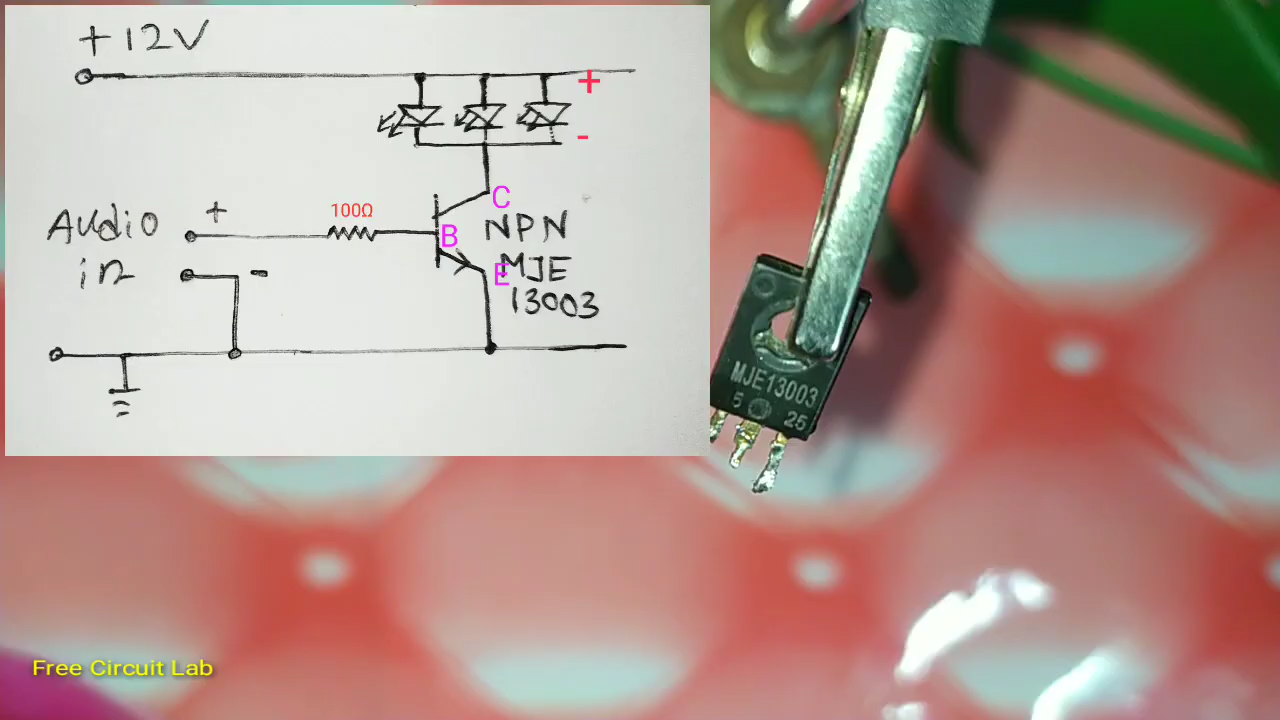 +12V
+
-
100Ω
C
Audio +
B
NPN
in -
E
MJE
13003
MJE13003
5 25
Free Circuit Lab